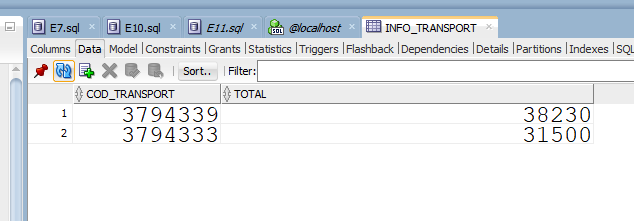 E7.sql E10.sql E11.sql @localhost INFO_TRANSPORT
Columns Data Model Constraints Grants Statistics Triggers Flashback Dependencies Details Partitions Indexes SQL
Sort.. Filter:
COD_TRANSPORT TOTAL
1 3794339 38230
2 3794333 31500